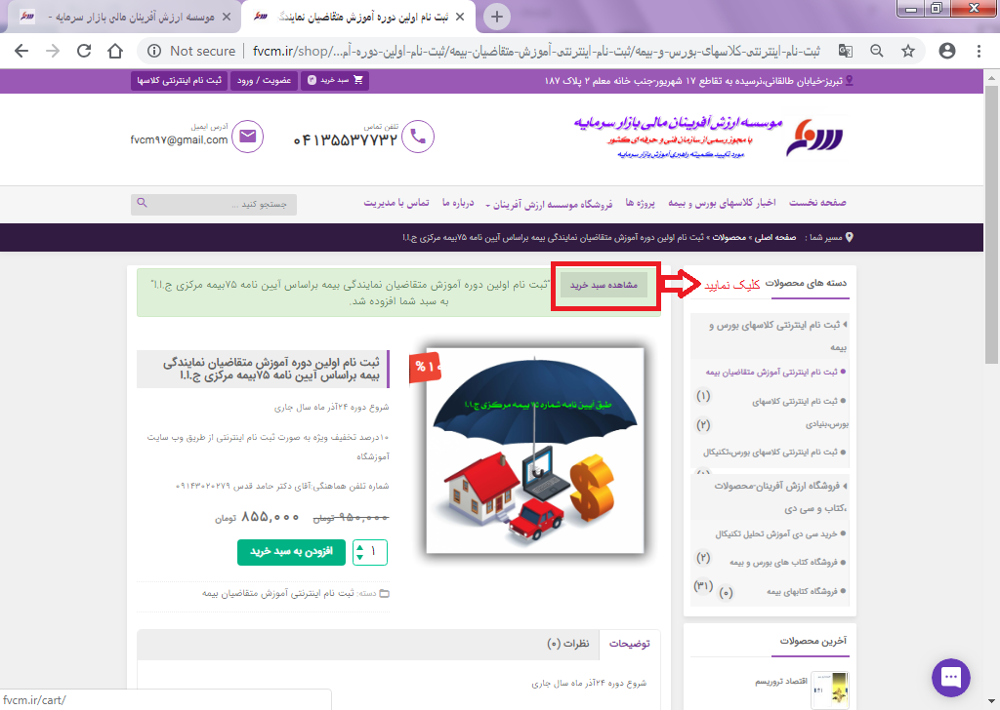 موسسه ارزش آفرینان مالی بازار سرمایه -
ثبت نام اولین دوره آموزش متقاضیان نمایندگ
Not secure
fvcm.ir/shop/ثبت-نام-اینترنتی-کلاسهای-بورس-و-بیمه/ثبت-نام-اینترنتی-آموزش-متقاضیان-بیمه/ثبت-نام-اولین-دوره-آم...
تبریز-خیابان طالقانی،نرسیده به تقاطع ۱۷ شهریور-جنب خانه معلم ۲ پلاک ۱۸۷
سبد خرید
عضویت / ورود
ثبت نام اینترنتی کلاسها
موسسه ارزش آفرینان مالی بازار سرمایه
با مجوز رسمی از سازمان فنی و حرفه ای کشور
مورد تایید کمیته راهبری آموزش بازار سرمایه
تلفن تماس
۰۴۱۳۵۵۳۷۷۳۲
آدرس ایمیل
fvcm97@gmail.com
صفحه نخست
اخبار کلاسهای بورس و بیمه
پروژه ها
فروشگاه موسسه ارزش آفرینان
درباره ما
تماس با مدیریت
جستجو کنید ...
مسیر شما : صفحه اصلی » محصولات » ثبت نام اولین دوره آموزش متقاضیان نمایندگی بیمه براساس آیین نامه ۷۵بیمه مرکزی ج.ا.ا
دسته های محصولات
کلیک نمایید
مشاهده سبد خرید
"ثبت نام اولین دوره آموزش متقاضیان نمایندگی بیمه براساس آیین نامه ۷۵بیمه مرکزی ج.ا.ا"
به سبد شما افزوده شد.
ثبت نام اینترنتی کلاسهای بورس و
بیمه
ثبت نام اینترنتی آموزش متقاضیان بیمه
(۱)
ثبت نام اینترنتی کلاسهای
بورس،بنیادی
(۲)
ثبت نام اینترنتی کلاسهای بورس،تکنیکال
فروشگاه ارزش آفرینان-محصولات
،کتاب و سی دی
خرید سی دی آموزش تحلیل تکنیکال
(۲)
فروشگاه کتاب های بورس و بیمه
(۳۱)
فروشگاه کتابهای بیمه
(۰)
آخرین محصولات
اقتصاد تروریسم
طبق آیین نامه شماره ۷۵ بیمه مرکزی ج.ا.ا
ثبت نام اولین دوره آموزش متقاضیان نمایندگی
بیمه براساس آیین نامه ۷۵بیمه مرکزی ج.ا.ا
شروع دوره ۲۴آذر ماه سال جاری
۱۰درصد تخفیف ویژه به صورت ثبت نام اینترنتی از طریق وب سایت
آموزشگاه
شماره تلفن هماهنگی:آقای دکتر حامد قدس ۰۹۱۴۳۰۲۰۲۷۹
۹۵۰,۰۰۰ تومان ۸۵۵,۰۰۰ تومان
۱
افزودن به سبد خرید
دسته: ثبت نام اینترنتی آموزش متقاضیان بیمه
توضیحات
نظرات (۰)
شروع دوره ۲۴آذر ماه سال جاری
fvcm.ir/cart/